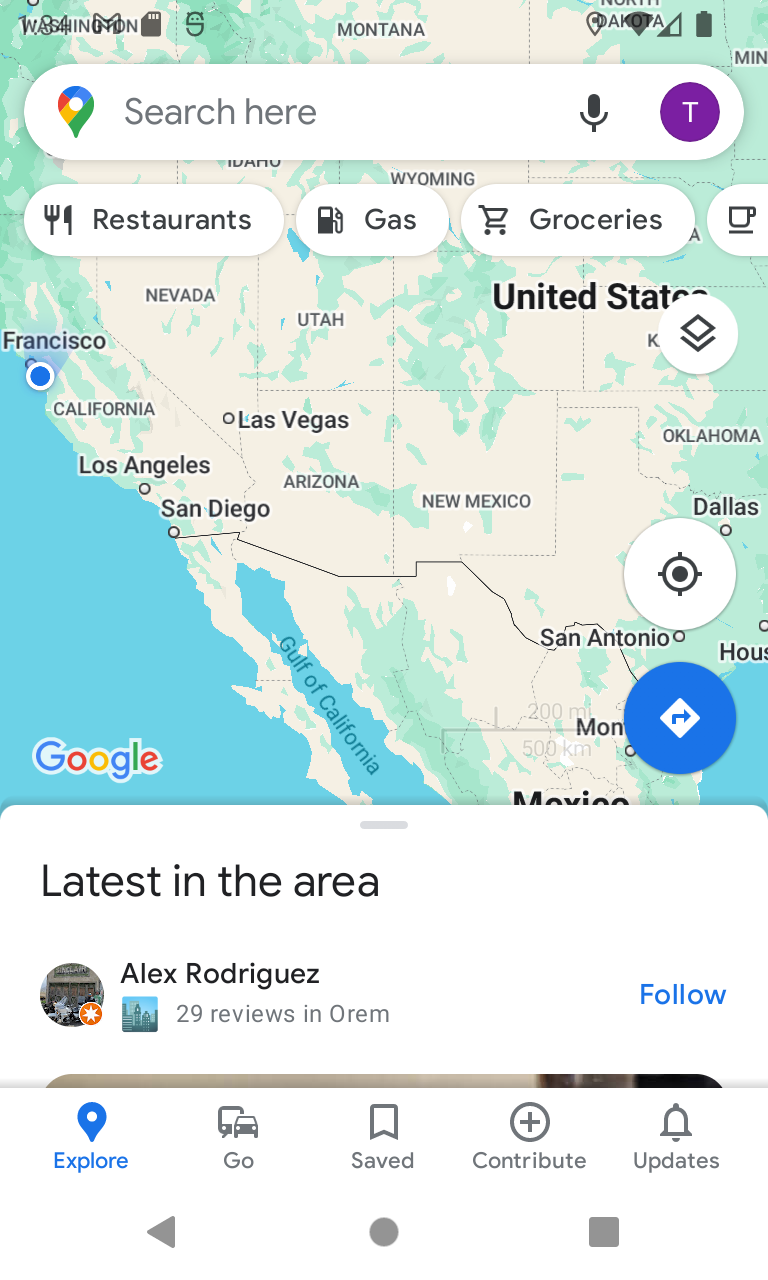 1:34
WASHINGTON
MONTANA
NORTH
DAKOTA
MIN
Search here
T
IDAHO
WYOMING
Restaurants
Gas
Groceries
A
NEVADA
United States
UTAH
K
Francisco
CALIFORNIA
Las Vegas
OKLAHOMA
Los Angeles
ARIZONA
NEW MEXICO
San Diego
Dallas
San Antonio
Hous
Gulf of California
200 mi
Mon
500 km
Google
Mexico
Latest in the area
Alex Rodriguez
Follow
29 reviews in Orem
Explore
Go
Saved
Contribute
Updates